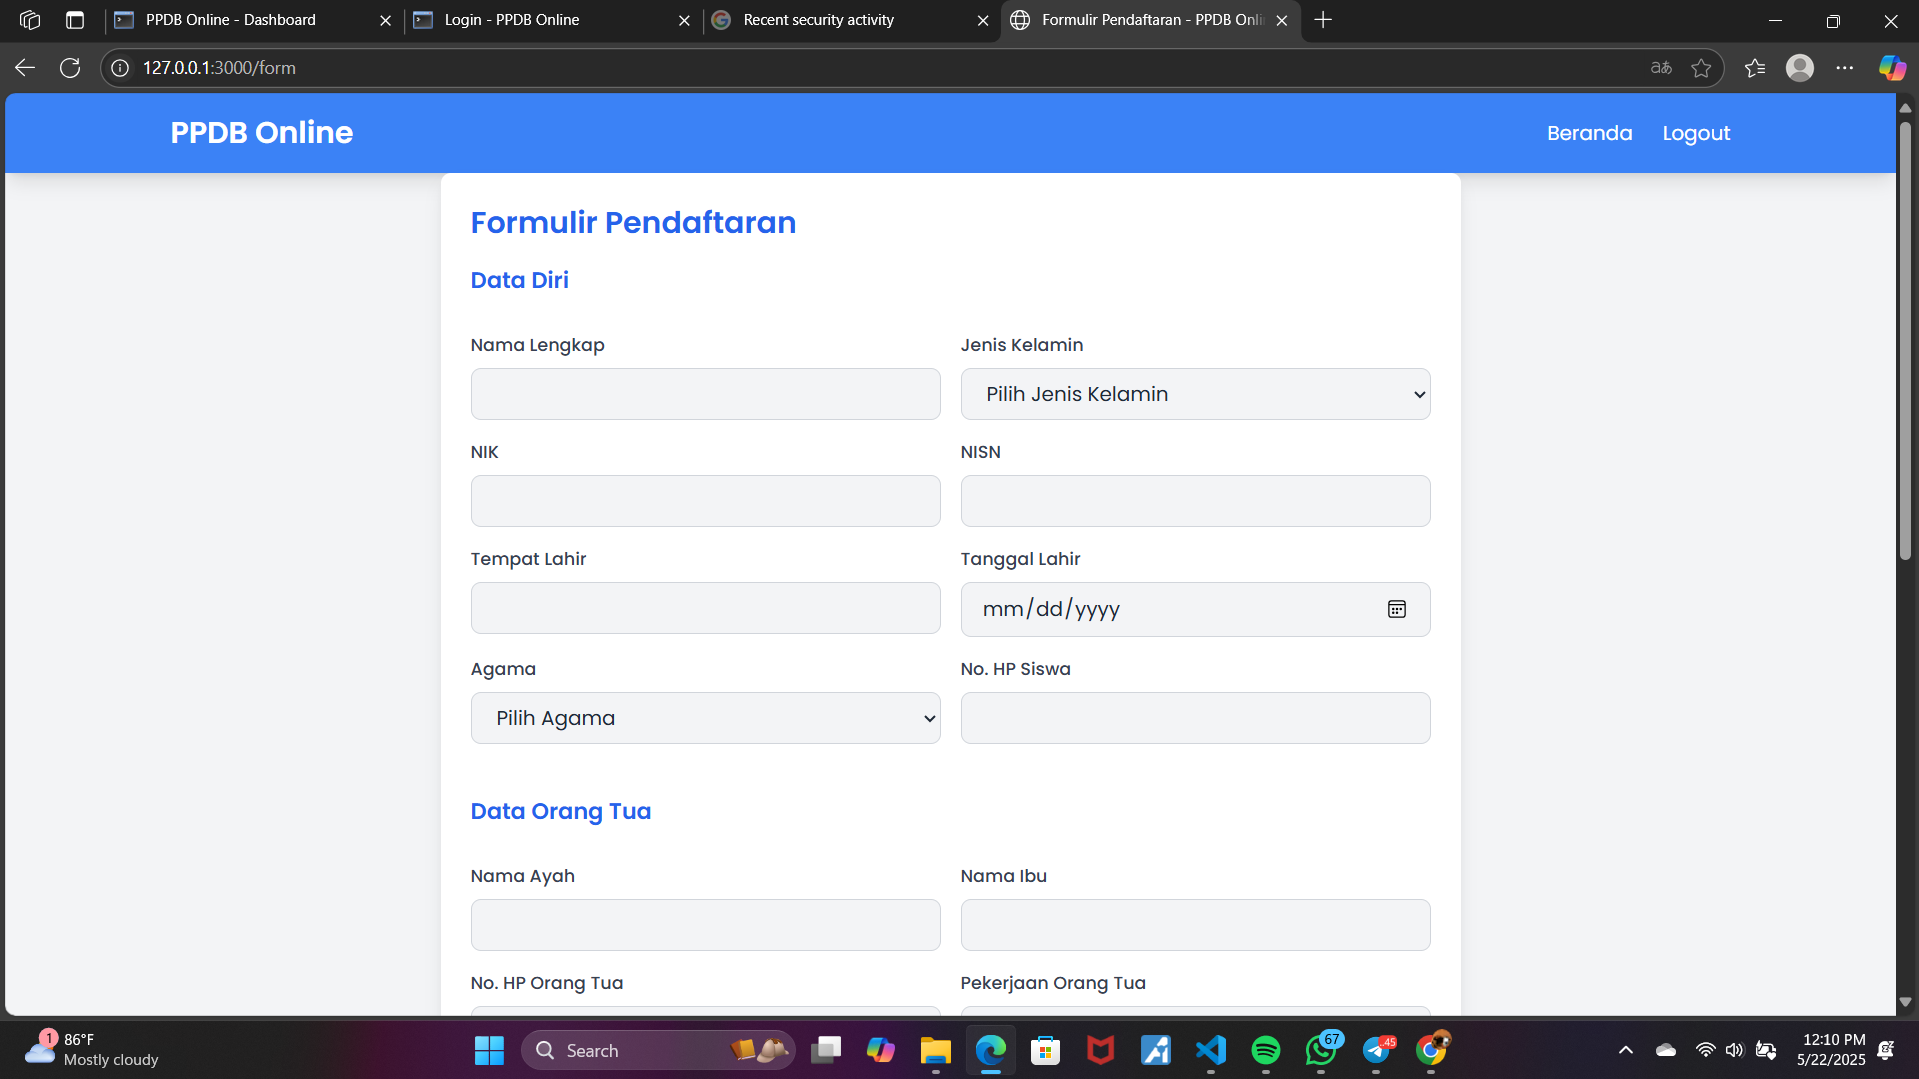 PPDB Online - Dashboard
Login - PPDB Online
Recent security activity
Formulir Pendaftaran - PPDB Onli
127.0.0.1:3000/form
PPDB Online
Beranda Logout
Formulir Pendaftaran
Data Diri
Nama Lengkap
Jenis Kelamin
Pilih Jenis Kelamin
NIK
NISN
Tempat Lahir
Tanggal Lahir
mm/dd/yyyy
Agama
No. HP Siswa
Pilih Agama
Data Orang Tua
Nama Ayah
Nama Ibu
No. HP Orang Tua
Pekerjaan Orang Tua
1
86°F
Mostly cloudy
Search
67
45
12:10 PM
5/22/2025